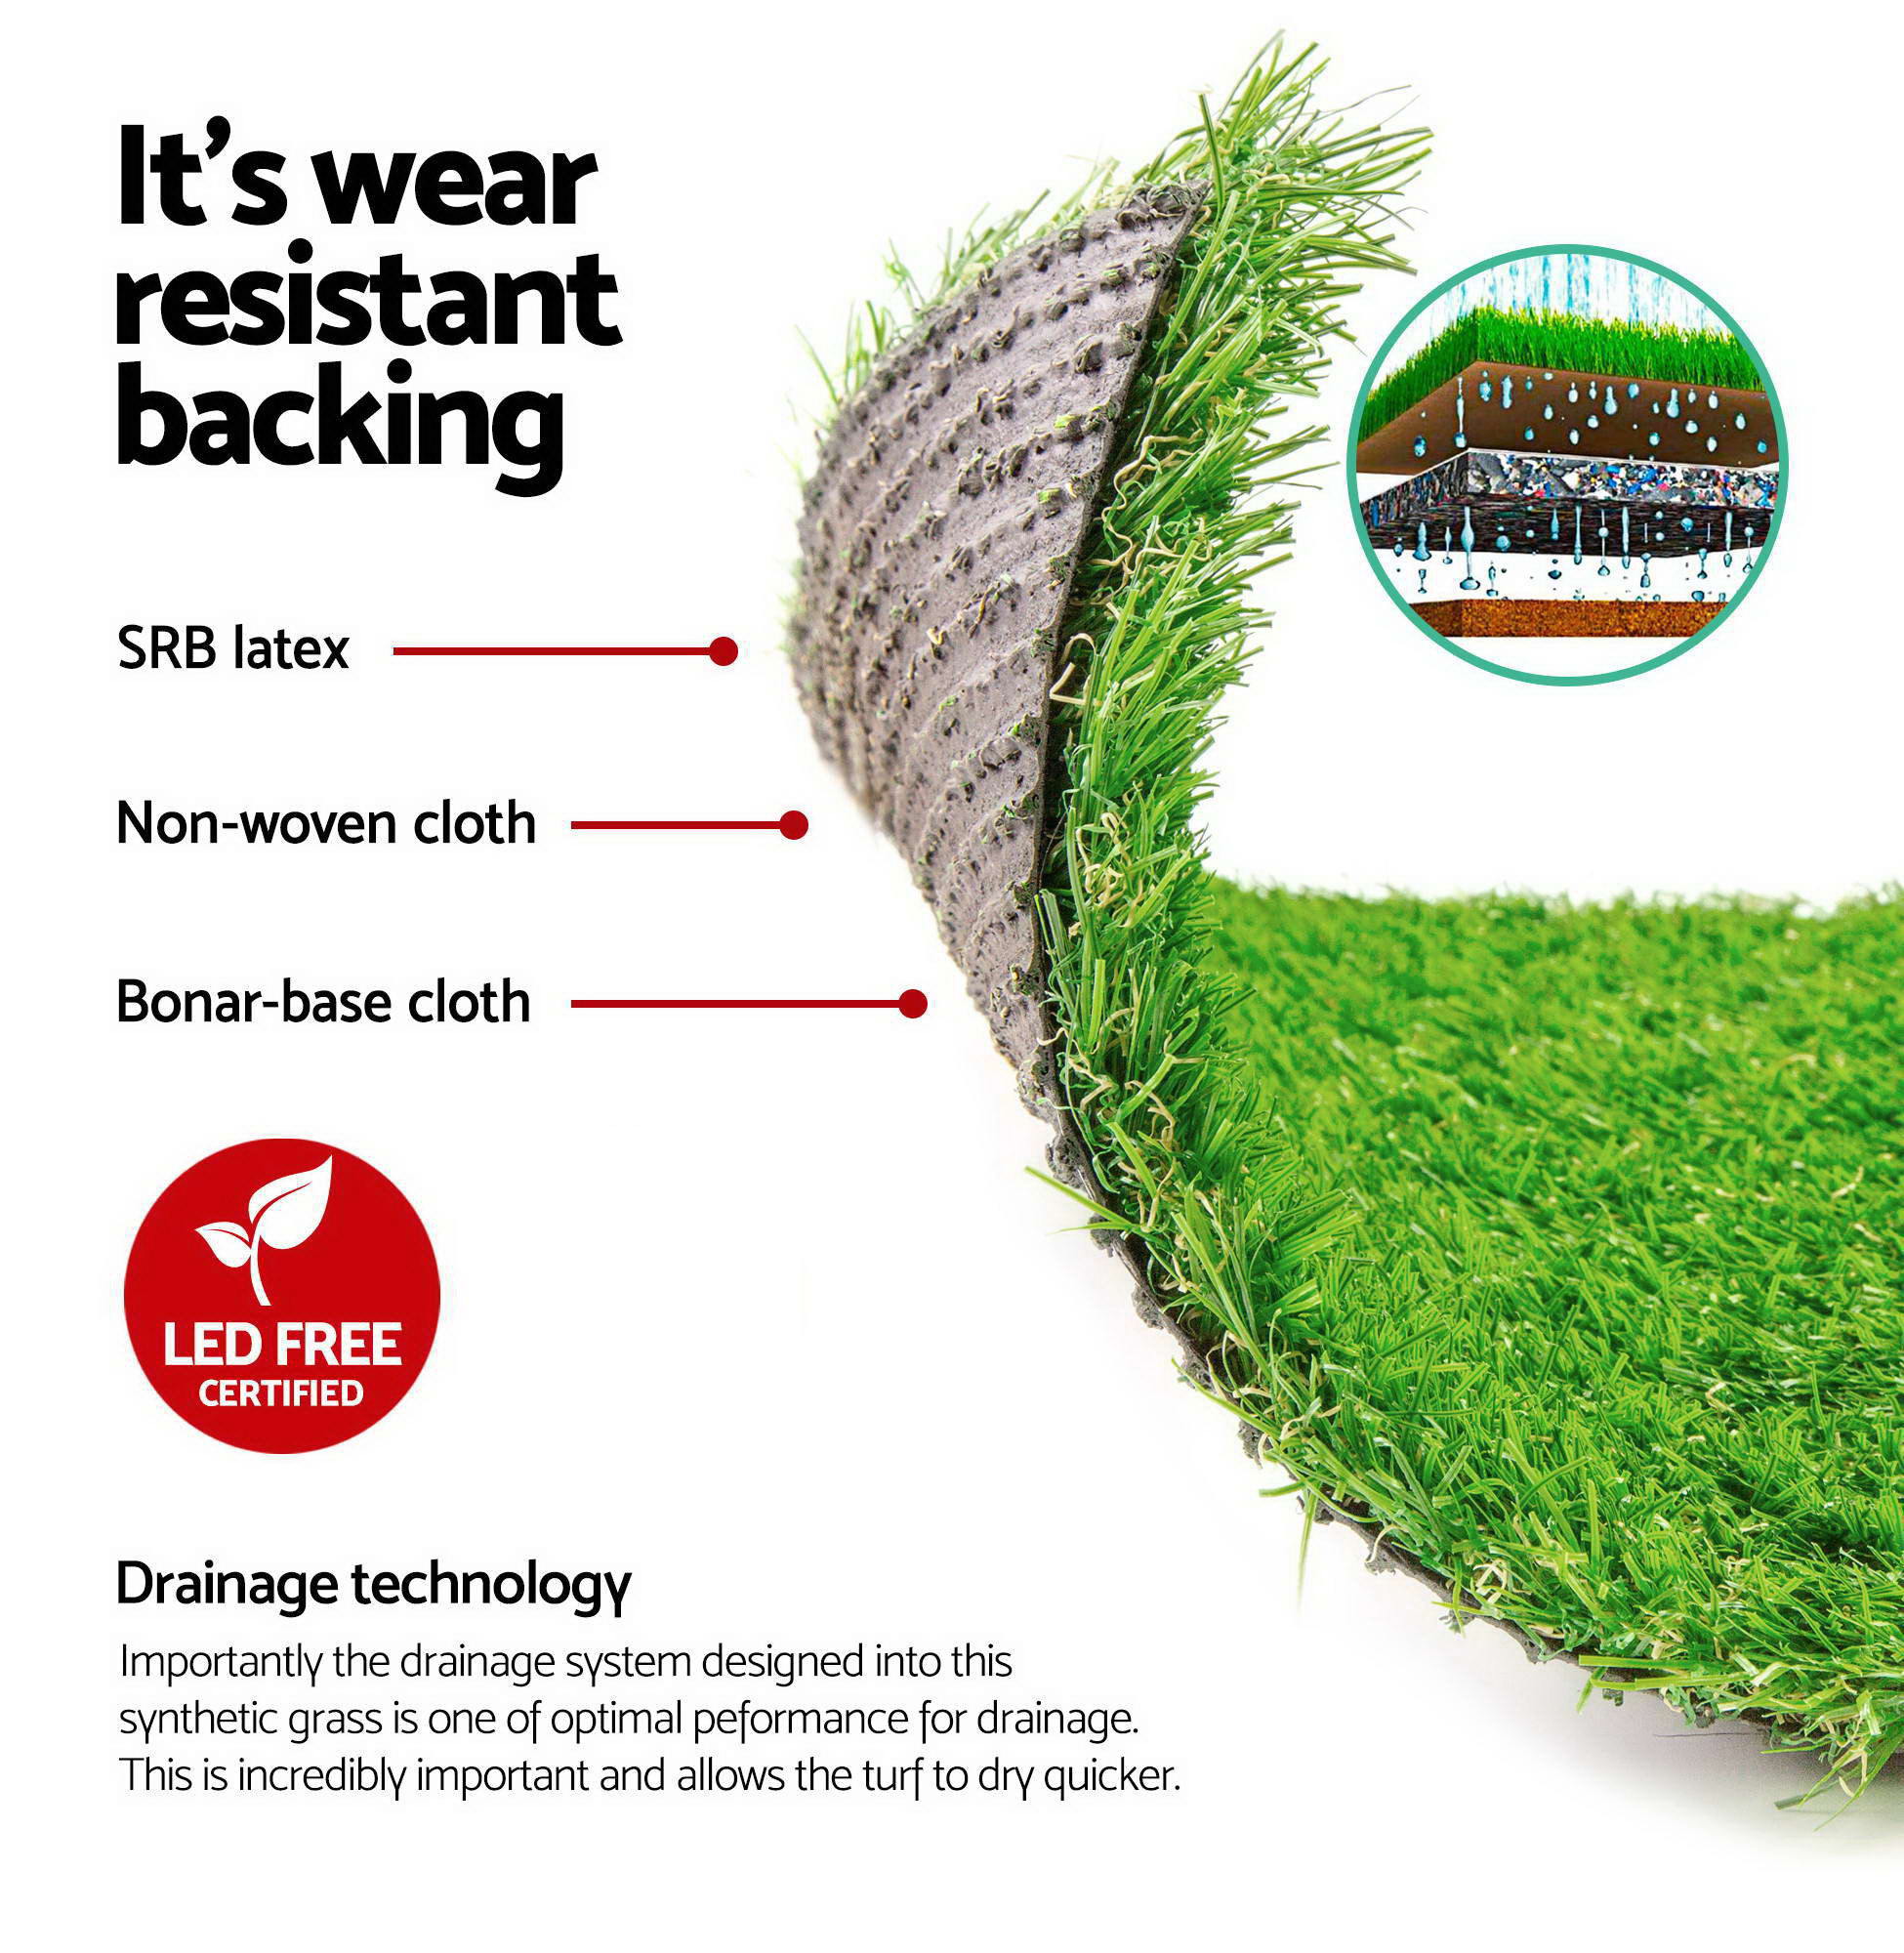 It's wear
resistant
backing
SRB latex
Non-woven cloth
Bonar-base cloth
LED FREE
CERTIFIED
Drainage technology
Importantly the drainage system designed into this
synthetic grass is one of optimal peformance for drainage.
This is incredibly important and allows the turf to dry quicker.